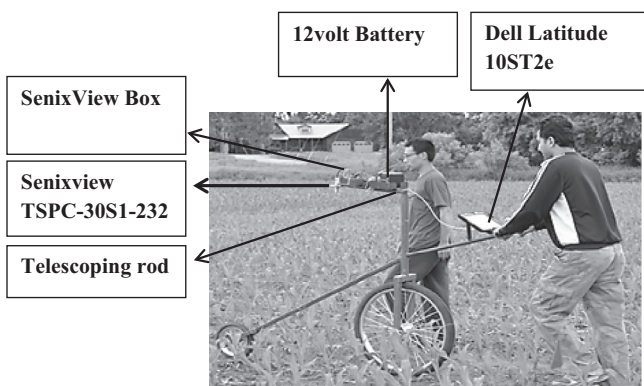 12volt Battery
Dell Latitude
10ST2e
SenixView Box
Senixview
TSPC-30S1-232
Telescoping rod